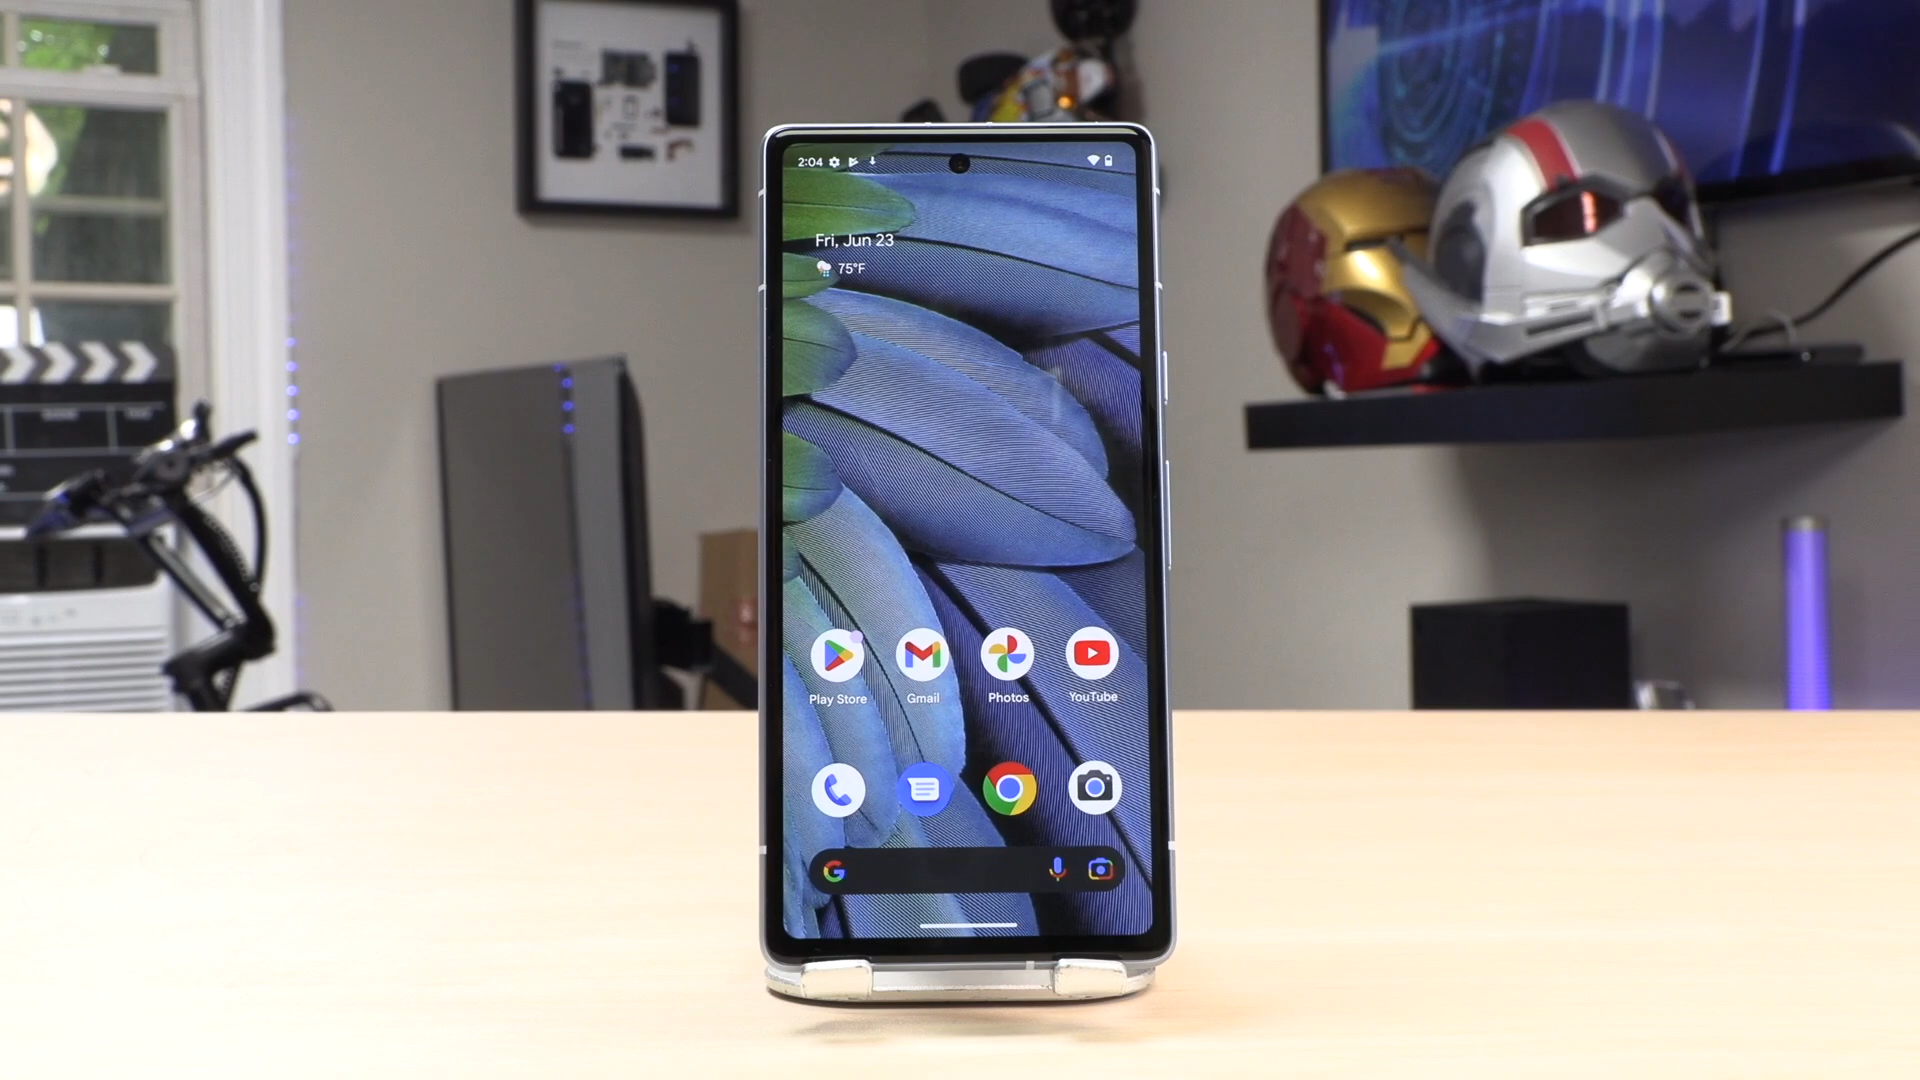 2:04
Fri, Jun 23
75°F
Play Store
Gmail
Photos
YouTube